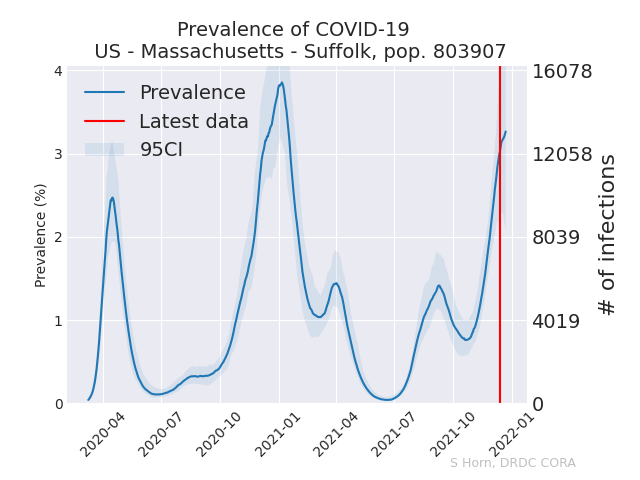 Prevalence of COVID-19
US - Massachusetts - Suffolk, pop. 803907
Prevalence
Latest data
95CI
Prevalence (%)
4
3
2
1
0
16078
12058
8039
4019
0
# of infections
2020-04
2020-07
2020-10
2021-01
2021-04
2021-07
2021-10
2022-01
S Horn, DRDC CORA